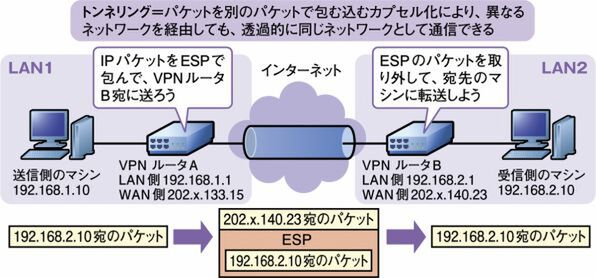 トンネリング=パケットを別のパケットで包む込むカプセル化により、異なる
ネットワークを経由しても、透過的に同じネットワークとして通信できる
LAN1
IPパケットをESPで
包んで、VPNルータ
B宛に送ろう
インターネット
ESPのパケットを取
り外して、宛先のマ
シンに転送しよう
LAN2
送信側のマシン
192.168.1.10
VPN ルータA
LAN側 192.168.1.1
WAN側 202.x.133.15
VPN ルータB
LAN側 192.168.2.1
WAN側 202.x.140.23
受信側のマシン
192.168.2.10
192.168.2.10宛のパケット
202.x.140.23宛のパケット
ESP
192.168.2.10宛のパケット
192.168.2.10宛のパケット